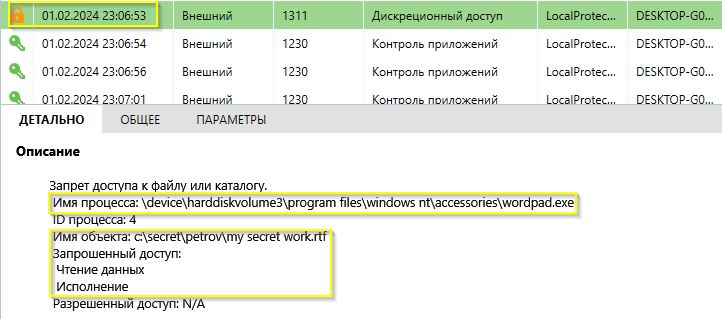 01.02.2024 23:06:53 Внешний 1311 Дискреционный доступ LocalProtec... DESKTOP-G0...
01.02.2024 23:06:54 Внешний 1230 Контроль приложений LocalProtec... DESKTOP-G0...
01.02.2024 23:06:56 Внешний 1230 Контроль приложений LocalProtec... DESKTOP-G0...
01.02.2024 23:07:01 Внешний 1230 Контроль приложений LocalProtec... DESKTOP-G0...
ДЕТАЛЬНО ОБЩЕЕ ПАРАМЕТРЫ
Описание
Запрет доступа к файлу или каталогу.
Имя процесса: \device\harddiskvolume3\program files\windows nt\accessories\wordpad.exe
ID процесса: 4
Имя объекта: c:\secret\petrov\my secret work.rtf
Запрошенный доступ:
Чтение данных
Исполнение
Разрешенный доступ: N/A